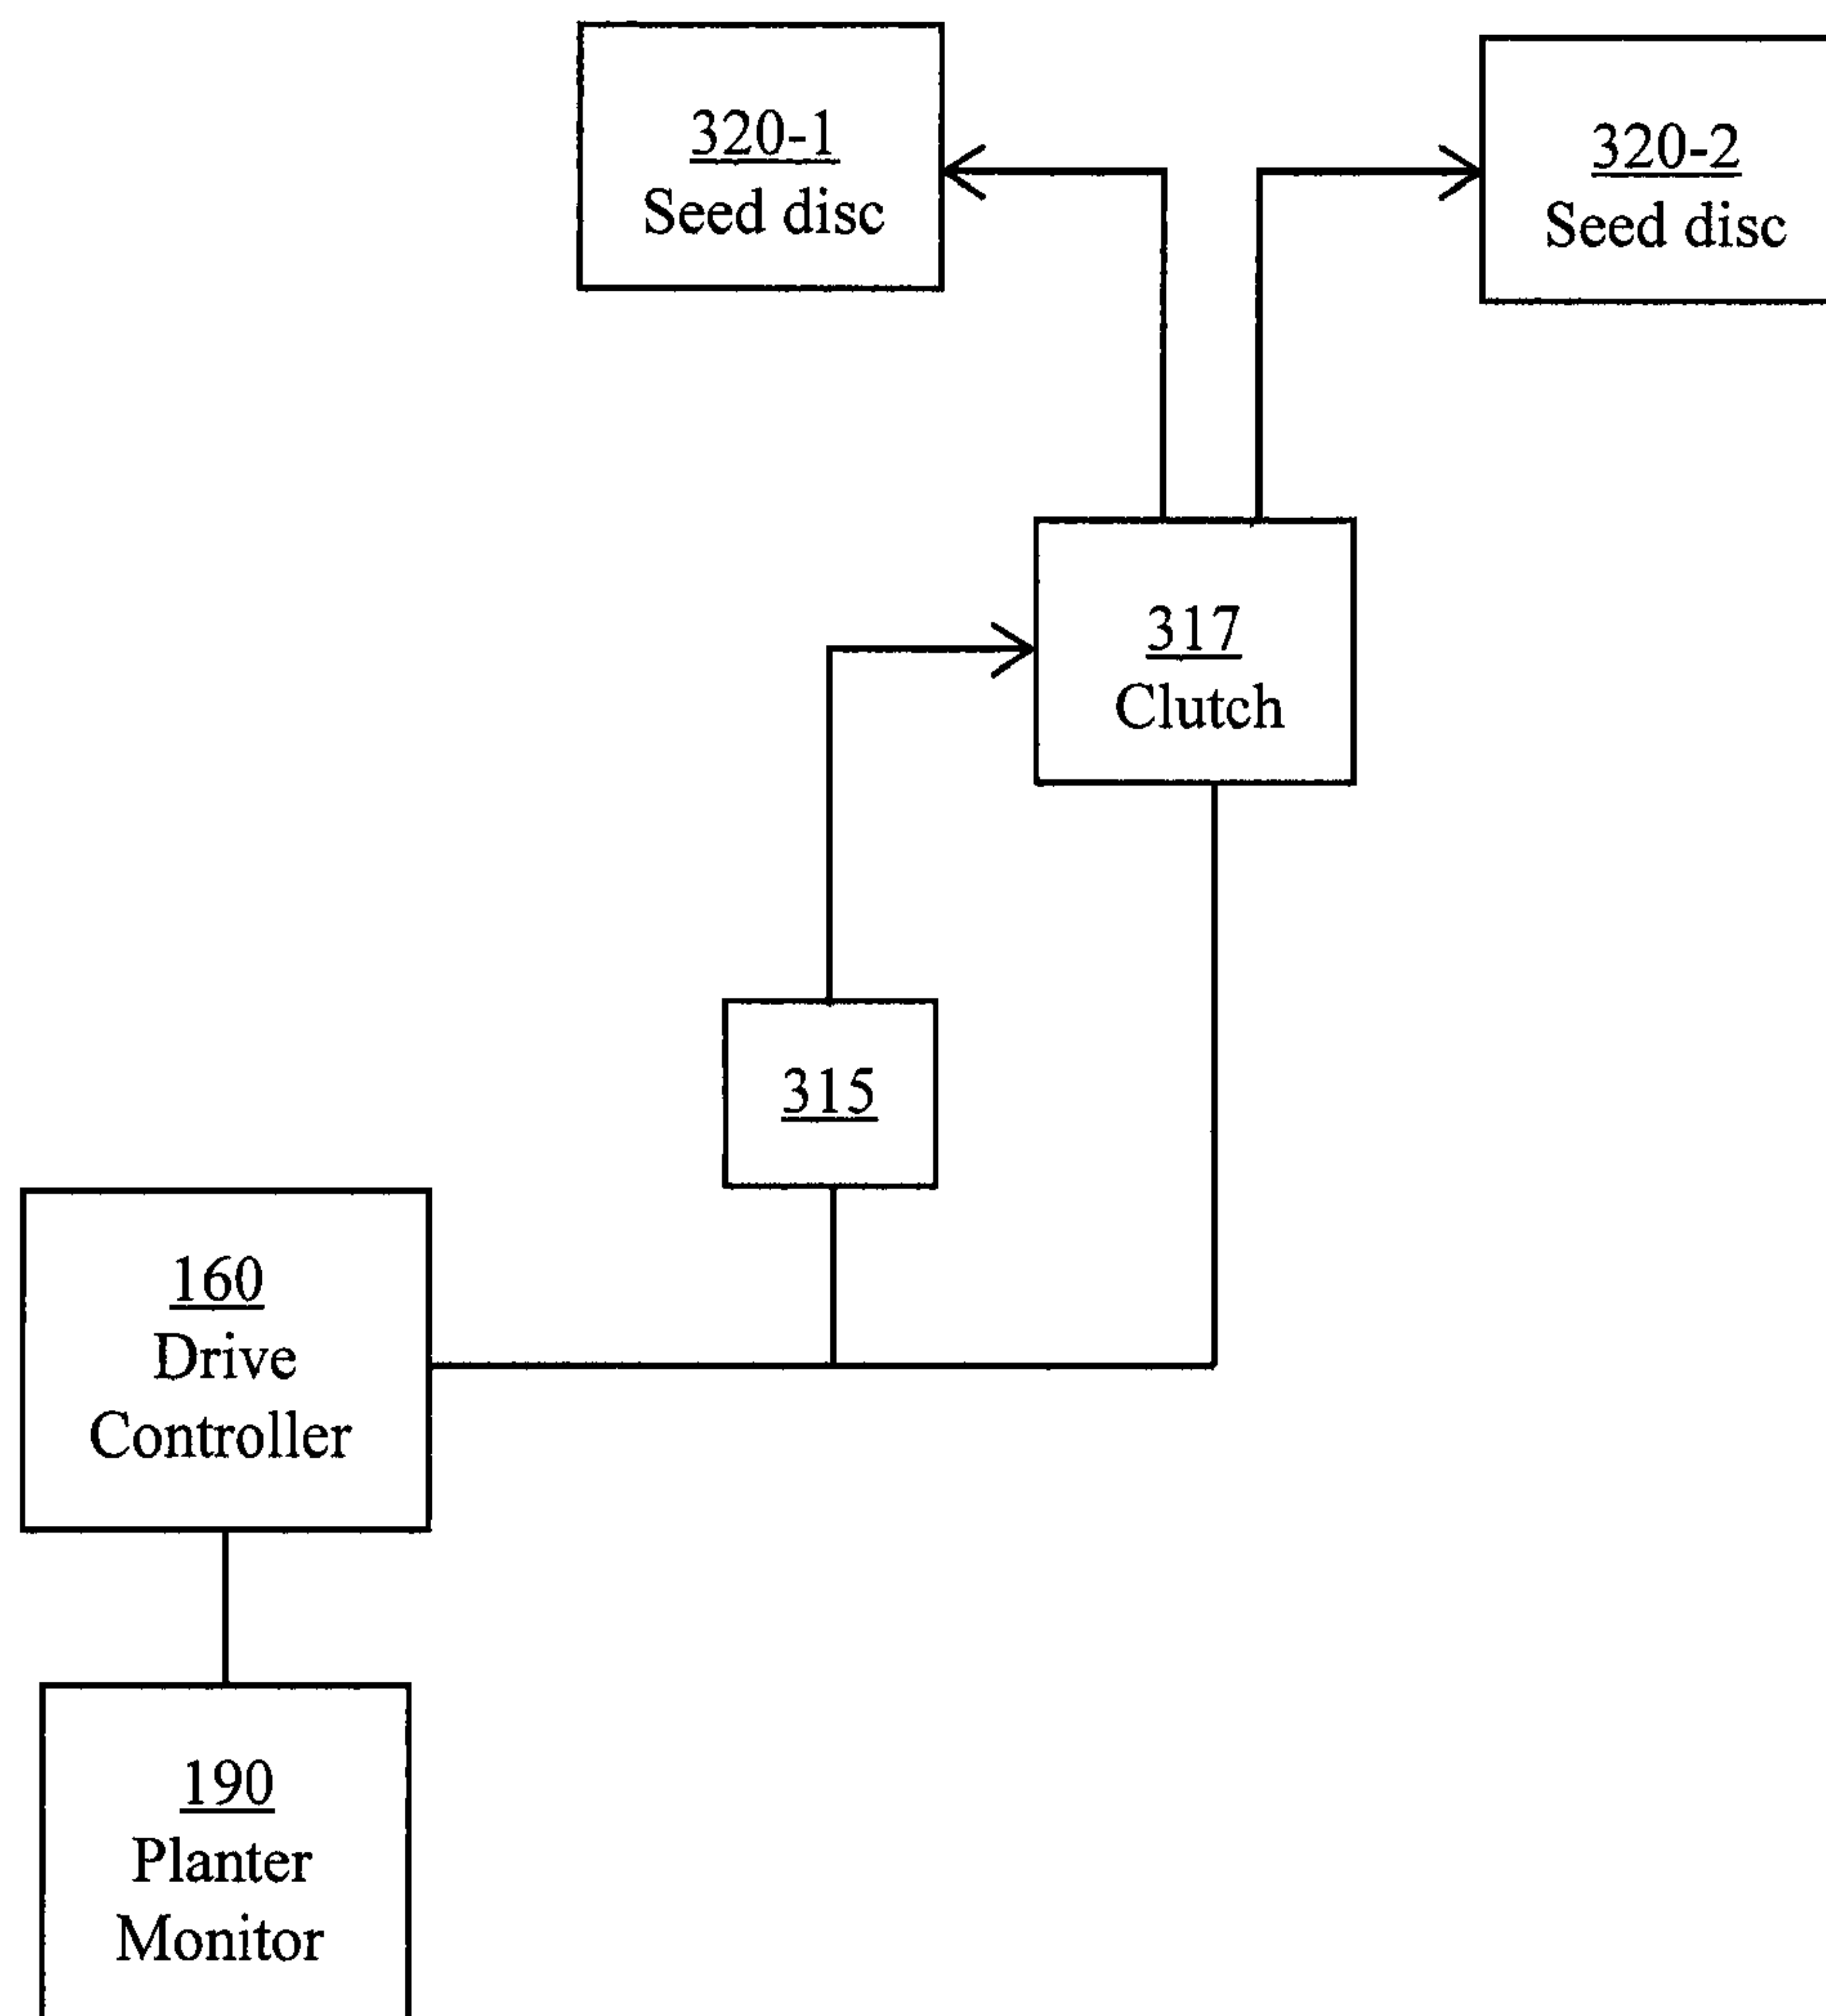 320-1
Seed disc
320-2
Seed disc
317
Clutch
315
160
Drive
Controller
190
Planter
Monitor